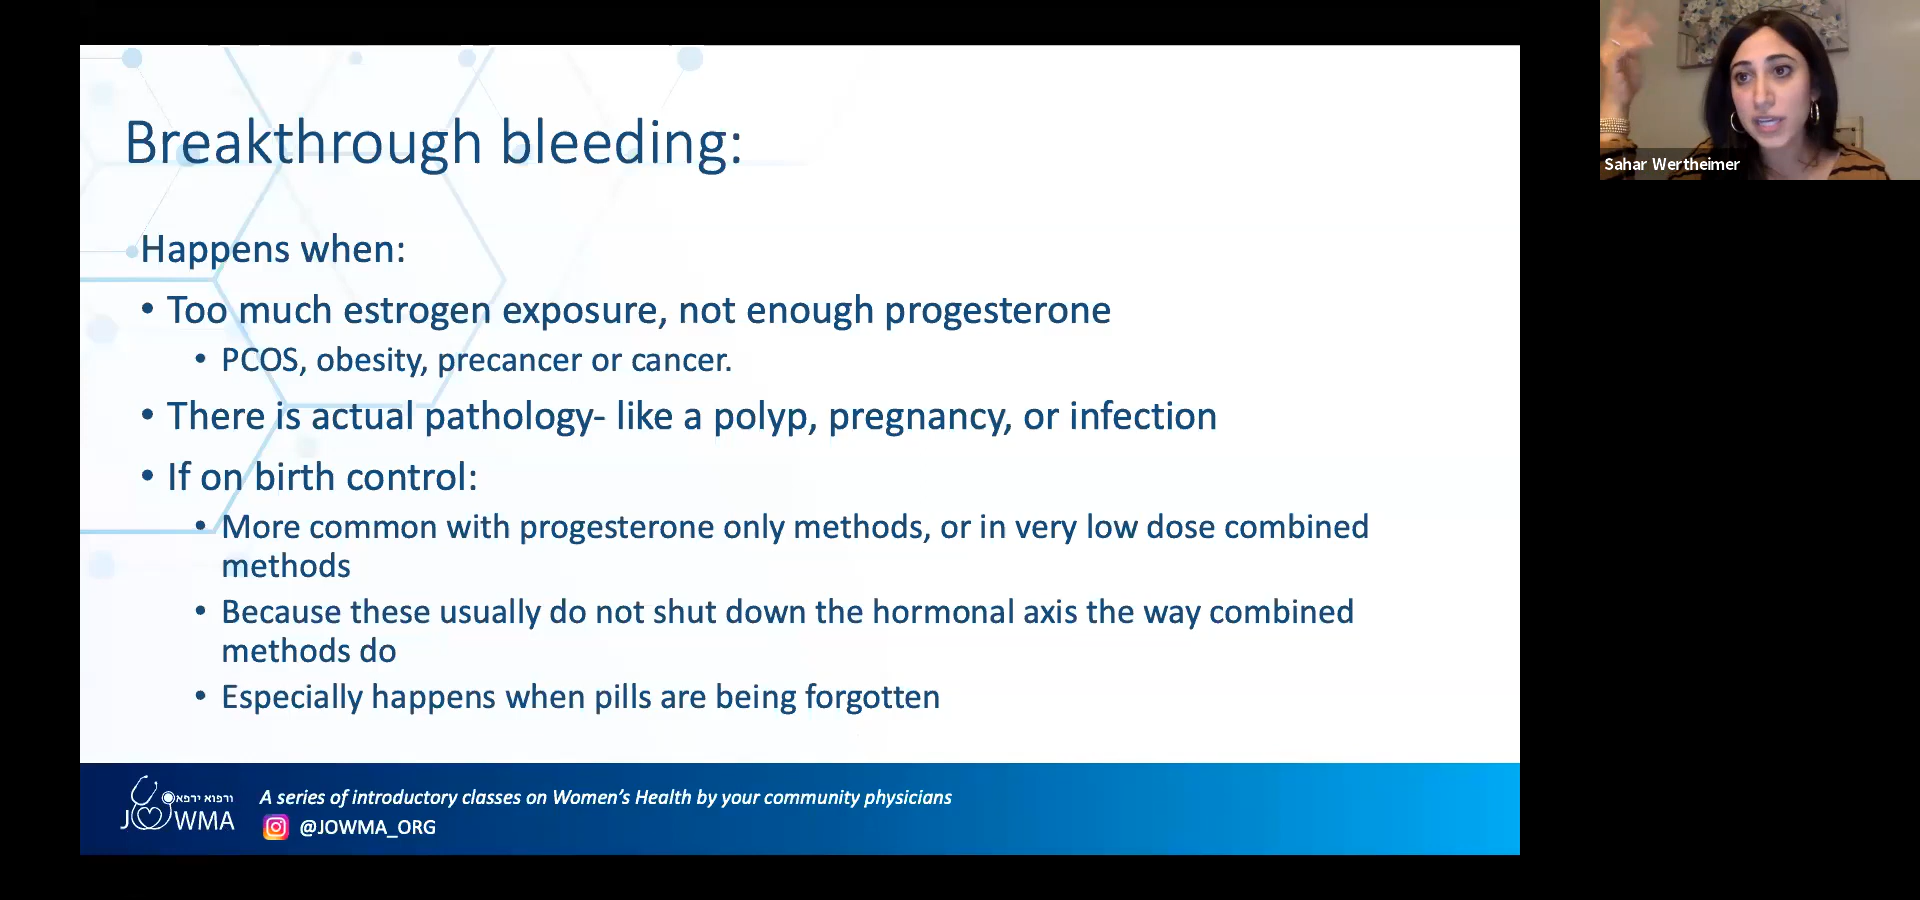 Breakthrough bleeding:
Happens when:
• Too much estrogen exposure, not enough progesterone
• PCOS, obesity, precancer or cancer.
• There is actual pathology- like a polyp, pregnancy, or infection
• If on birth control:
• More common with progesterone only methods, or in very low dose combined
methods
• Because these usually do not shut down the hormonal axis the way combined
methods do
• Especially happens when pills are being forgotten
ורפוא ירפא
JOWMA
A series of introductory classes on Women's Health by your community physicians
@JOWMA_ORG
Sahar Wertheimer